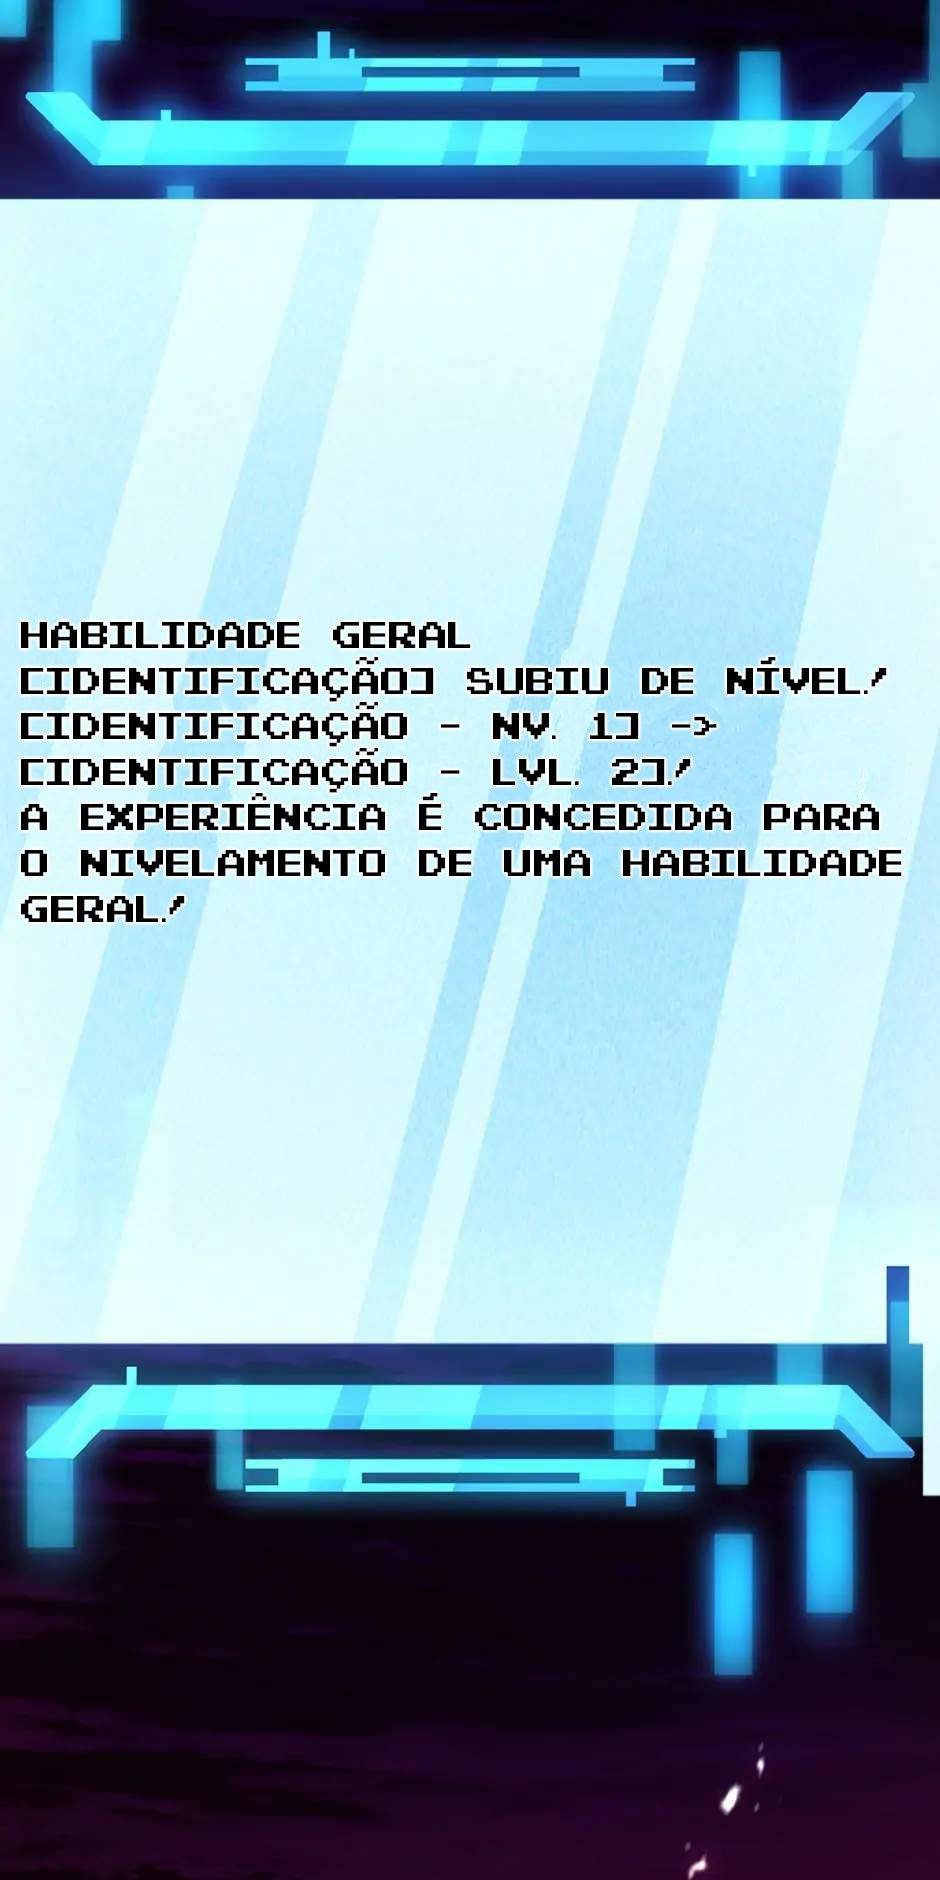 HABILIDADE GERAL
[IDENTIFICAÇÃO] SUBIU DE NÍVEL!
[IDENTIFICAÇÃO - NV. 1] ->
[IDENTIFICAÇÃO - LVL. 2]!
A EXPERIÊNCIA É CONCEDIDA PARA
O NIVELAMENTO DE UMA HABILIDADE
GERAL!